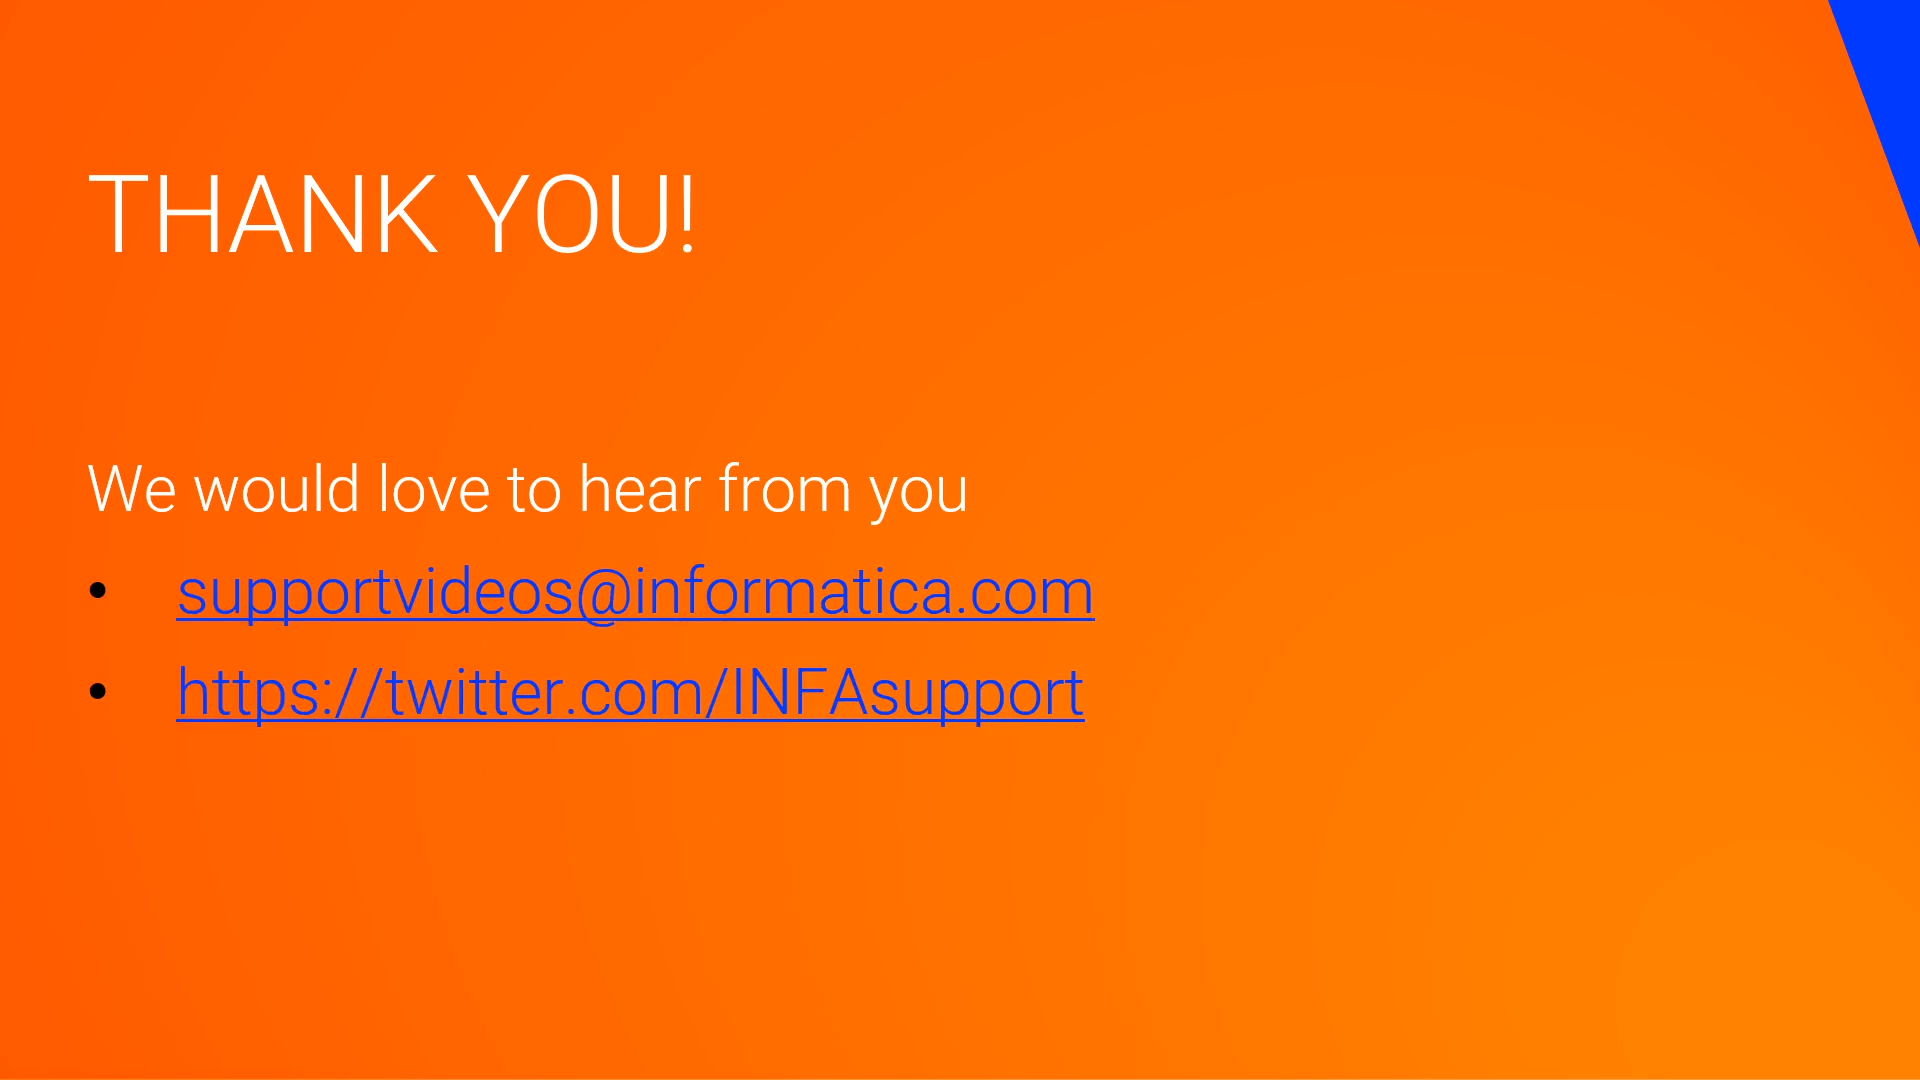 THANK YOU!
We would love to hear from you
• supportvideos@informatica.com
• https://twitter.com/INFAsupport